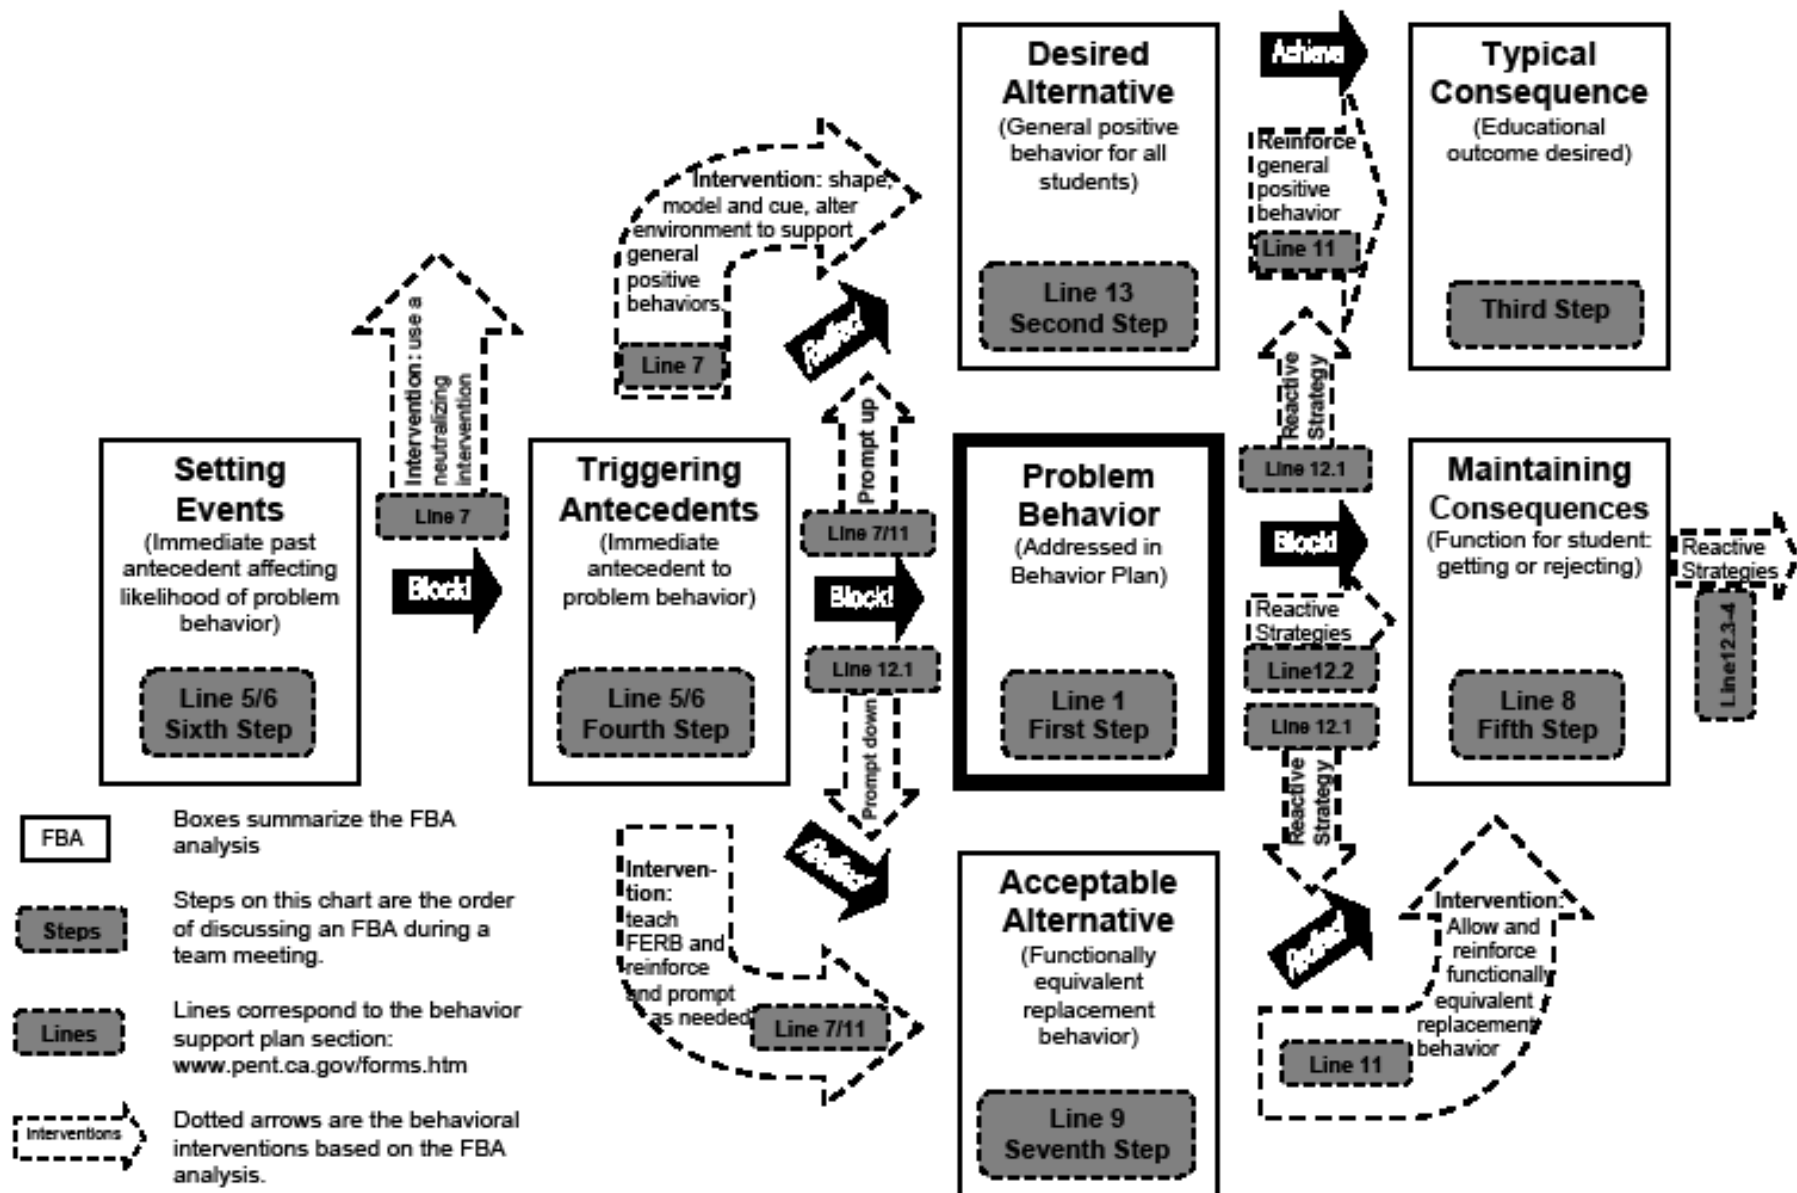 Desired
Alternative
(General positive
behavior for all
students)
Line 13
Second Step
Achieve
Reinforce
general
positive
behavior
Line 11
Typical
Consequence
(Educational
outcome desired)
Third Step
Intervention: shape,
model and cue, alter
environment to support
general
positive
behaviors.
Line 7
Intervention: use a
neutralizing
intervention
Line 7
Prompt up
Line 7/11
Reactive
Strategy
Line 12.1
Setting
Events
(Immediate past
antecedent affecting
likelihood of problem
behavior)
Line 5/6
Sixth Step
Block!
Triggering
Antecedents
(Immediate
antecedent to
problem behavior)
Line 5/6
Fourth Step
Block!
Line 12.1
Prompt down
Problem
Behavior
(Addressed in
Behavior Plan)
Line 1
First Step
Block!
Reactive
Strategies
Line12.2
Line 12.1
Reactive
Strategy
Maintaining
Consequences
(Function for student:
getting or rejecting)
Line 8
Fifth Step
Reactive
Strategies
Line12.3-4
Interven-
tion:
teach
FERB and
reinforce
and prompt
as needed
Line 7/11
Acceptable
Alternative
(Functionally
equivalent
replacement
behavior)
Line 9
Seventh Step
Intervention:
Allow and
reinforce
functionally
equivalent
replacement
behavior
Line 11
FBA
Boxes summarize the FBA
analysis
Steps
Steps on this chart are the order
of discussing an FBA during a
team meeting.
Lines
Lines correspond to the behavior
support plan section:
www.pent.ca.gov/forms.htm
Interventions
Dotted arrows are the behavioral
interventions based on the FBA
analysis.